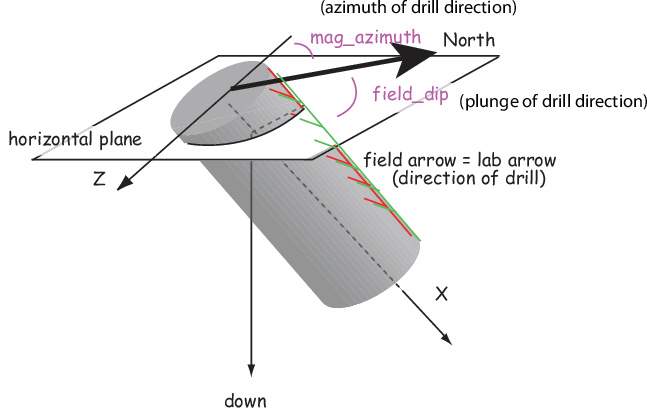 (azimuth of drill direction)
mag_azimuth
North
field_dip
(plunge of drill direction)
horizontal plane
field arrow = lab arrow
(direction of drill)
Z
X
down